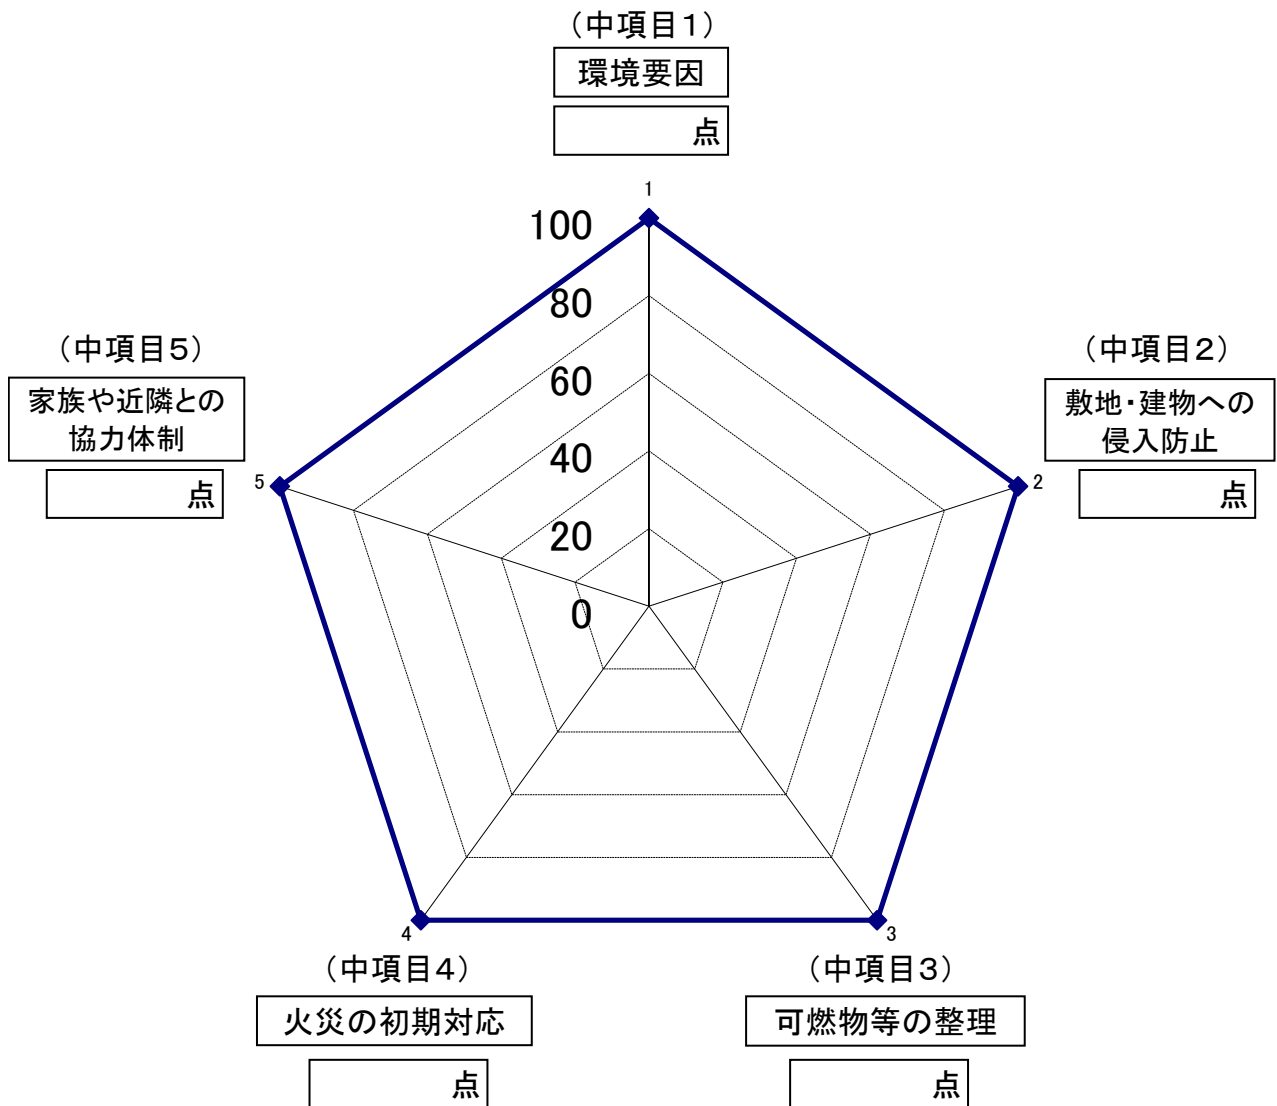 （中項目1）
環境要因
点
1
100
80
60
40
20
0
（中項目5）
家族や近隣との
協力体制
点
5
（中項目2）
敷地・建物への
侵入防止
点
2
4
（中項目4）
火災の初期対応
点
3
（中項目3）
可燃物等の整理
点